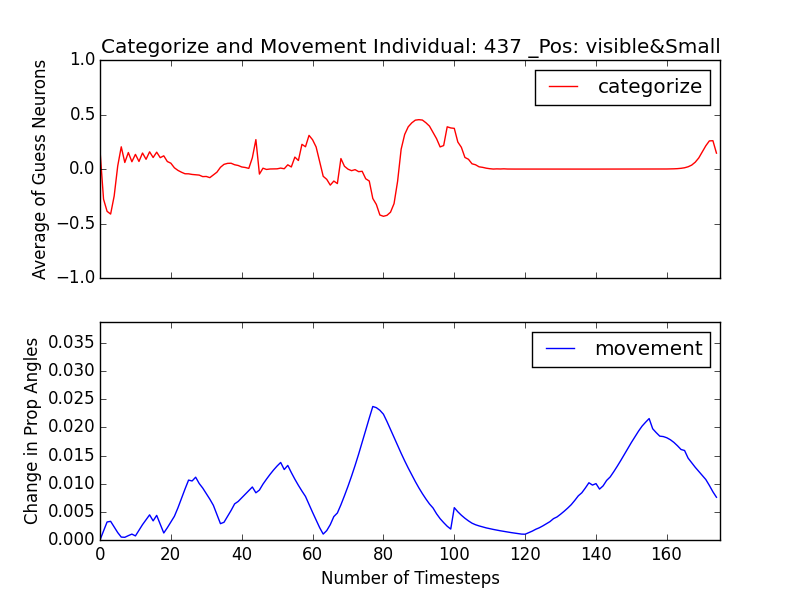 Categorize and Movement Individual: 437 _Pos: visible&Small
1.0
0.5
0.0
−0.5
−1.0
Average of Guess Neurons
categorize
0.035
0.030
0.025
0.020
0.015
0.010
0.005
0.000
Change in Prop Angles
movement
0 20 40 60 80 100 120 140 160
Number of Timesteps